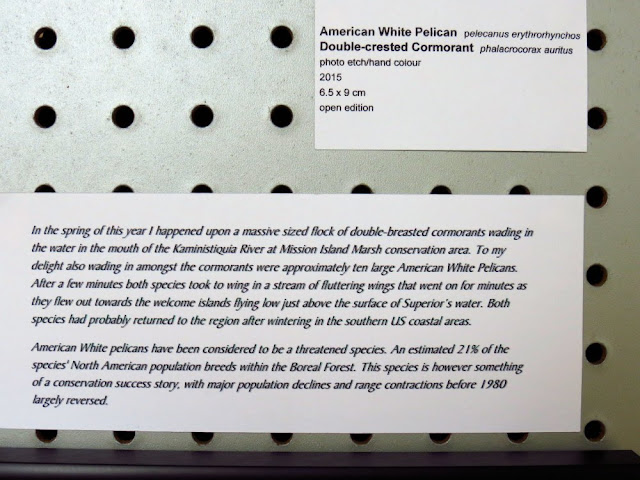 American White Pelican pelecanus erythrorhynchos
Double-crested Cormorant phalacrocorax auritus
photo etch/hand colour
2015
6.5 x 9 cm
open edition
In the spring of this year I happened upon a massive sized flock of double-breasted cormorants wading in
the water in the mouth of the Kaministiquia River at Mission Island Marsh conservation area. To my
delight also wading in amongst the cormorants were approximately ten large American White Pelicans.
After a few minutes both species took to wing in a stream of fluttering wings that went on for minutes as
they flew out towards the welcome islands flying low just above the surface of Superior's water. Both
species had probably returned to the region after wintering in the southern US coastal areas.
American White pelicans have been considered to be a threatened species. An estimated 21% of the
species' North American population breeds within the Boreal Forest. This species is however something
of a conservation success story, with major population declines and range contractions before 1980
largely reversed.